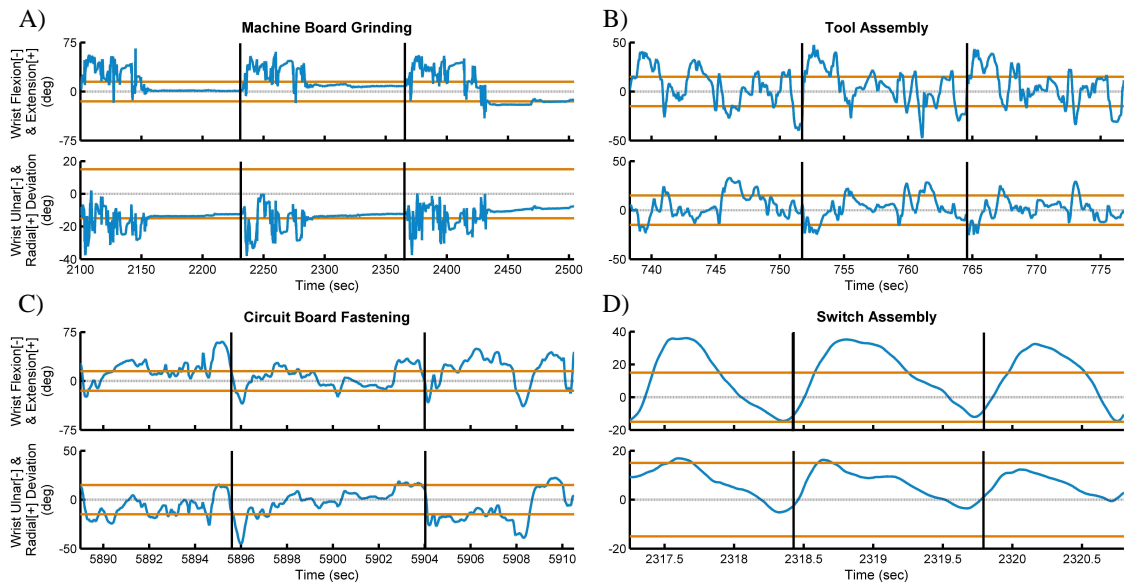 A)
Machine Board Grinding
Wrist Flexion[-]
& Extension[+]
(deg)
75
0
-75
Wrist Ulnar[-] &
Radial[+] Deviation
(deg)
20
0
-20
-40
2100 2150 2200 2250 2300 2350 2400 2450 2500
Time (sec)
B)
Tool Assembly
50
0
-50
50
0
-50
740 745 750 755 760 765 770 775
Time (sec)
C)
Circuit Board Fastening
Wrist Flexion[-]
& Extension[+]
(deg)
75
0
-75
Wrist Ulnar[-] &
Radial[+] Deviation
(deg)
50
0
-50
5890 5892 5894 5896 5898 5900 5902 5904 5906 5908 5910
Time (sec)
D)
Switch Assembly
40
20
0
-20
20
0
-20
2317.5 2318 2318.5 2319 2319.5 2320 2320.5
Time (sec)